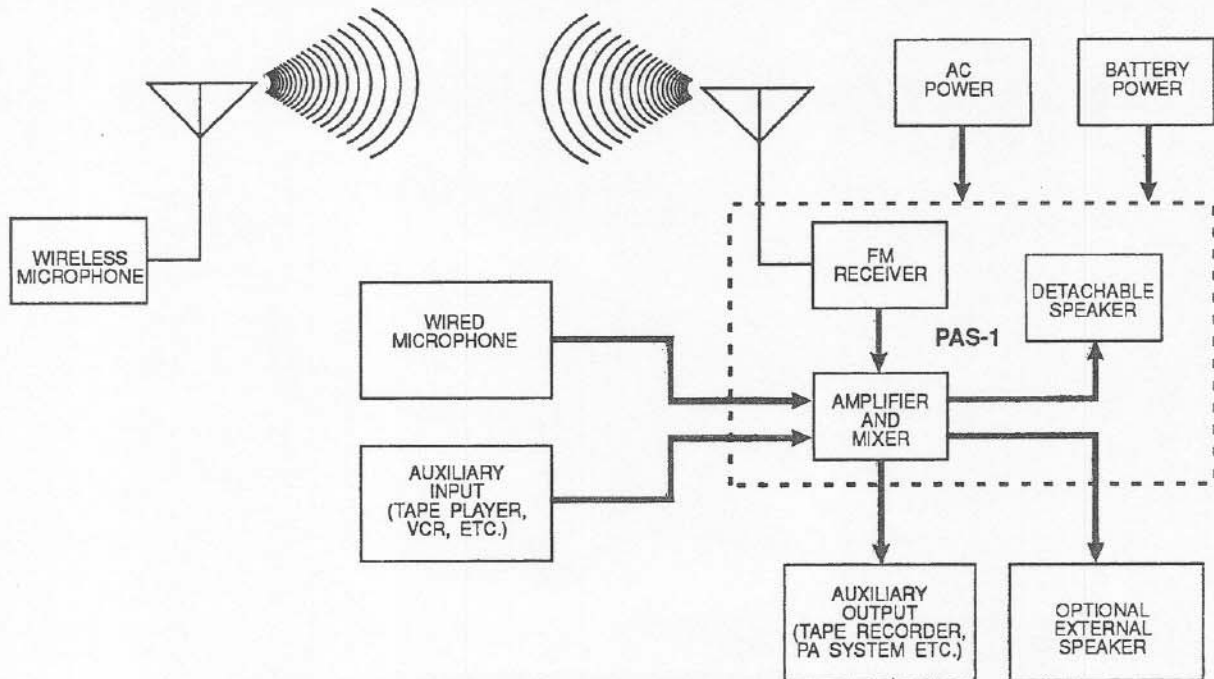 AC
POWER
BATTERY
POWER
WIRELESS
MICROPHONE
FM
RECEIVER
DETACHABLE
SPEAKER
WIRED
MICROPHONE
PAS-1
AMPLIFIER
AND
MIXER
AUXILIARY
INPUT
(TAPE PLAYER,
VCR, ETC.)
AUXILIARY
OUTPUT
(TAPE RECORDER,
PA SYSTEM ETC.)
OPTIONAL
EXTERNAL
SPEAKER